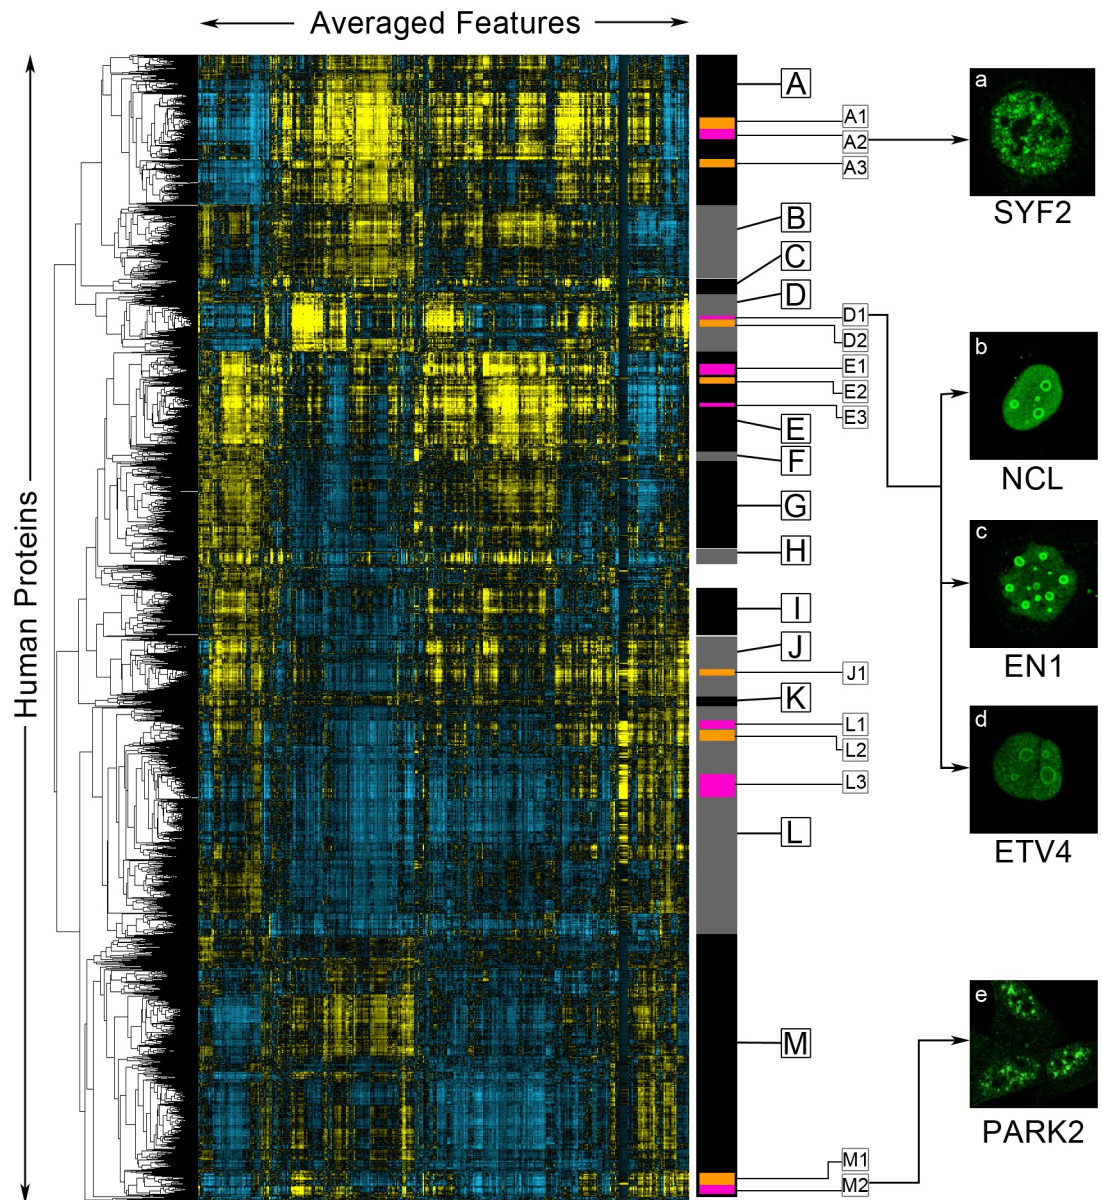 Averaged Features
Human Proteins
A
A1
A2
A3
B
C
D
D1
D2
E1
E2
E3
E
F
G
H
I
J
J1
K
L1
L2
L3
L
M
M1
M2
a
SYF2
b
NCL
c
EN1
d
ETV4
e
PARK2